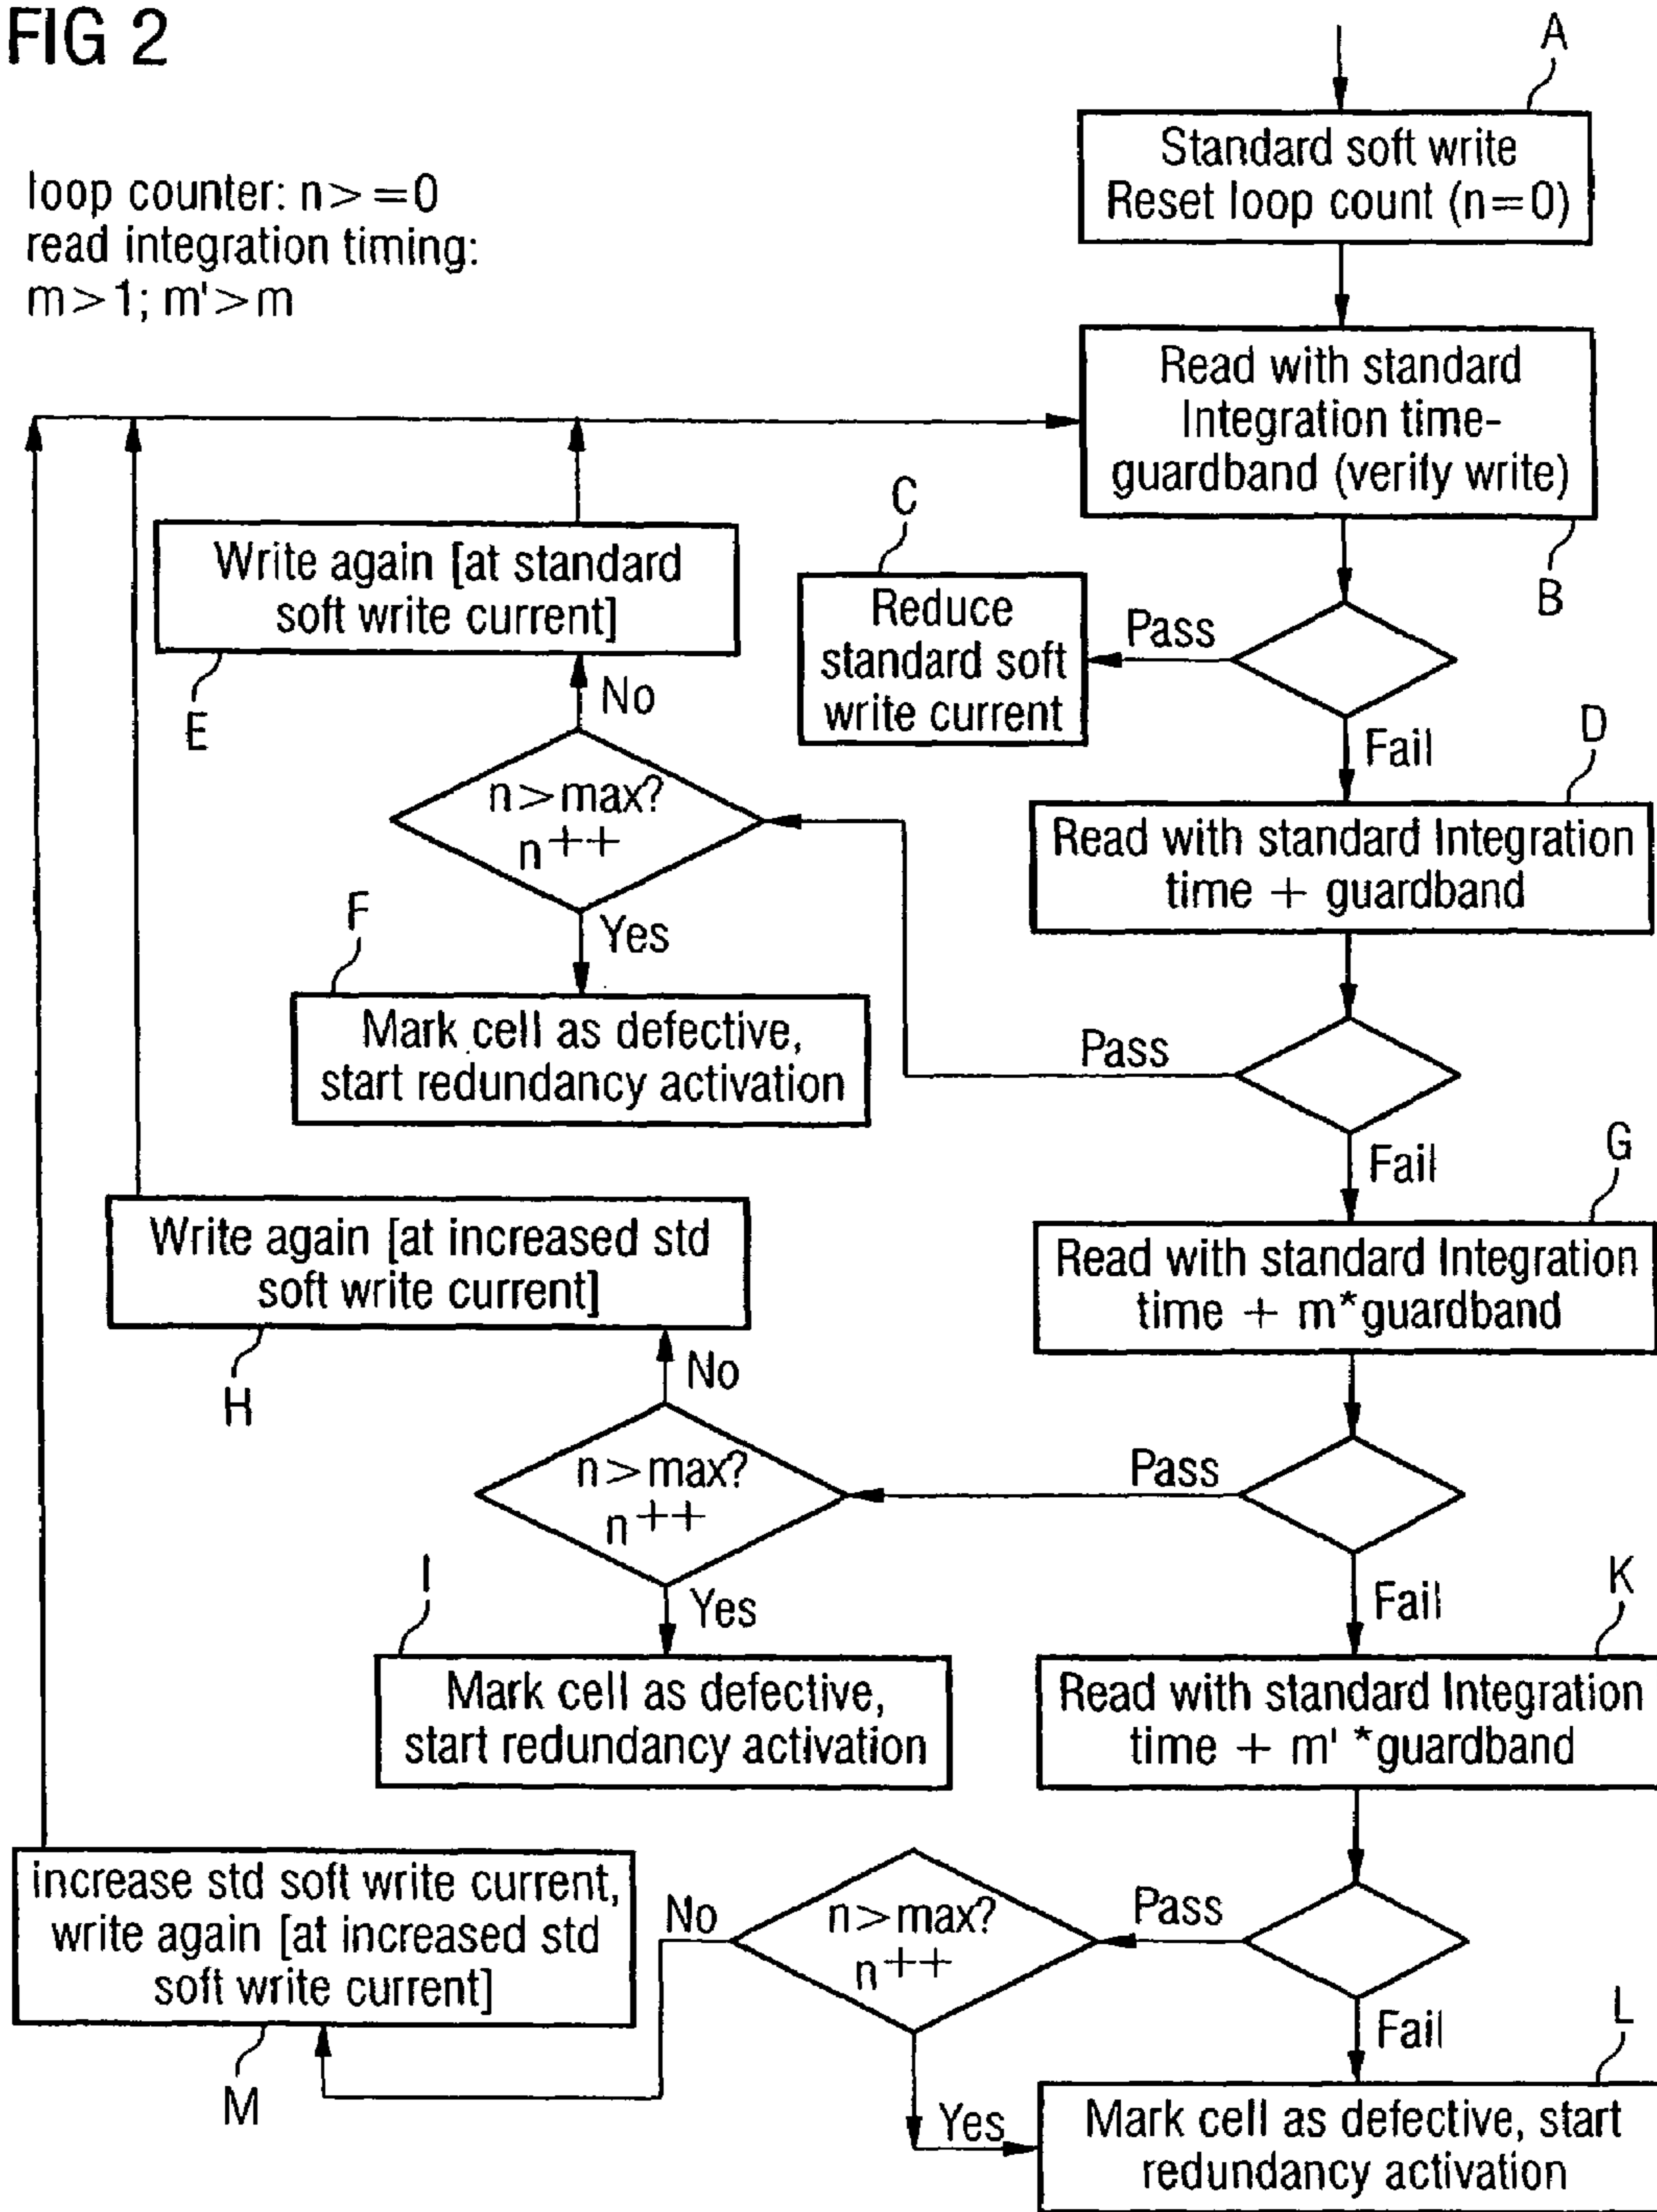 FIG 2
loop counter: n>=0
read integration timing:
m>1; m'>m
A
Standard soft write
Reset loop count (n=0)
Read with standard
Integration time-
guardband (verify write)
B
C
Reduce
standard soft
write current
Pass
Fail
Write again [at standard
soft write current]
E
No
n>max?
n++
Yes
F
Mark cell as defective,
start redundancy activation
D
Read with standard Integration
time + guardband
Pass
Fail
G
Read with standard Integration
time + m*guardband
Write again [at increased std
soft write current]
H
No
n>max?
n++
Pass
Yes
I
Mark cell as defective,
start redundancy activation
Fail
K
Read with standard Integration
time + m' *guardband
increase std soft write current,
write again [at increased std
soft write current]
M
No
n>max?
n++
Pass
Fail
Yes
L
Mark cell as defective, start
redundancy activation